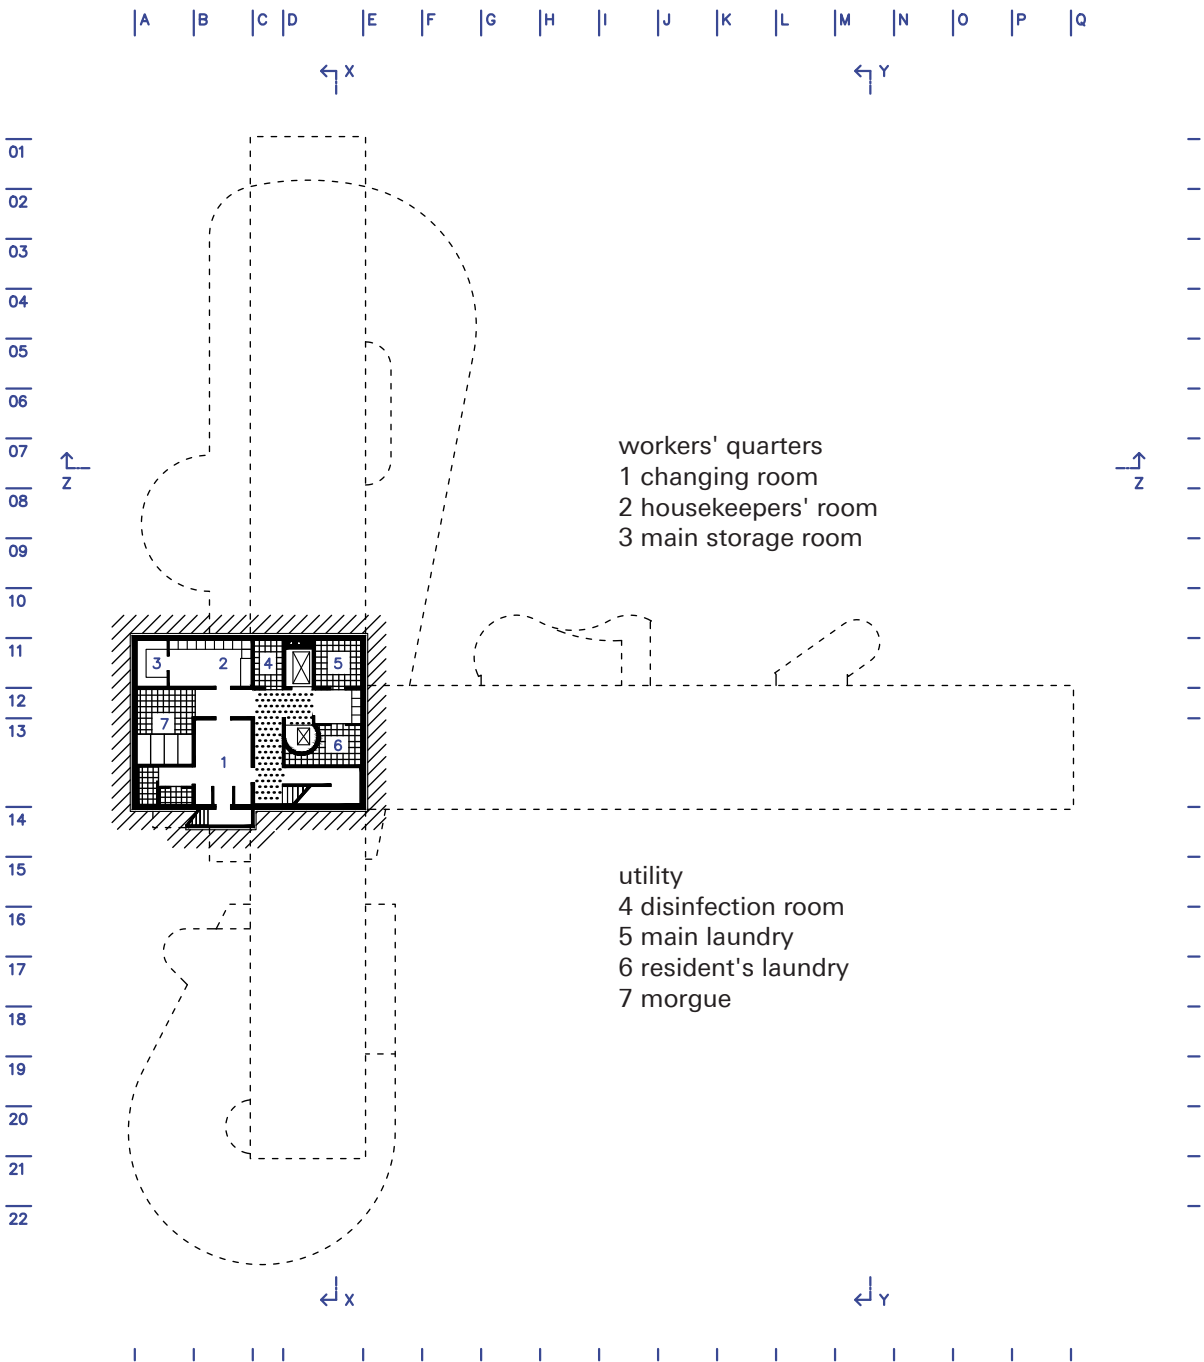 A B C D E F G H I J K L M N O P Q
X Y
01
02
03
04
05
06
workers' quarters
07
1 changing room
Z Z
08
2 housekeepers' room
09
3 main storage room
10
11
3 2 4 5
12
7
13
6
1
14
15
utility
16
4 disinfection room
5 main laundry
17
6 resident's laundry
7 morgue
18
19
20
21
22
X Y